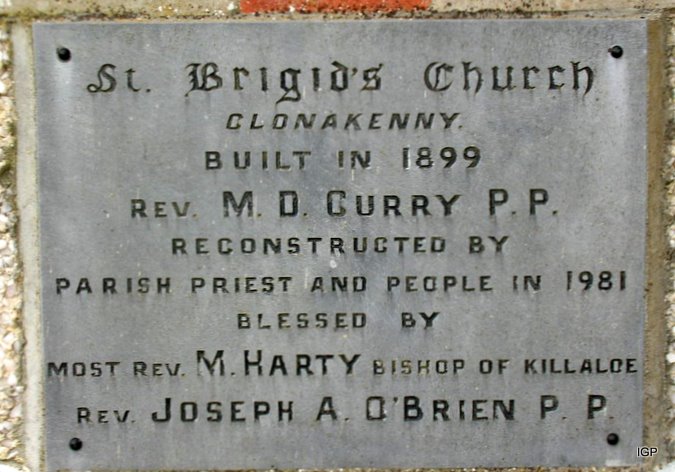 St. Brigid's Church
CLONAKENNY.
BUILT IN 1899
REV. M. D. CURRY P. P.
RECONSTRUCTED BY
PARISH PRIEST AND PEOPLE IN 1981
BLESSED BY
MOST REV. M. HARTY BISHOP OF KILLALOE
REV. JOSEPH A. O'BRIEN P. P.
IGP